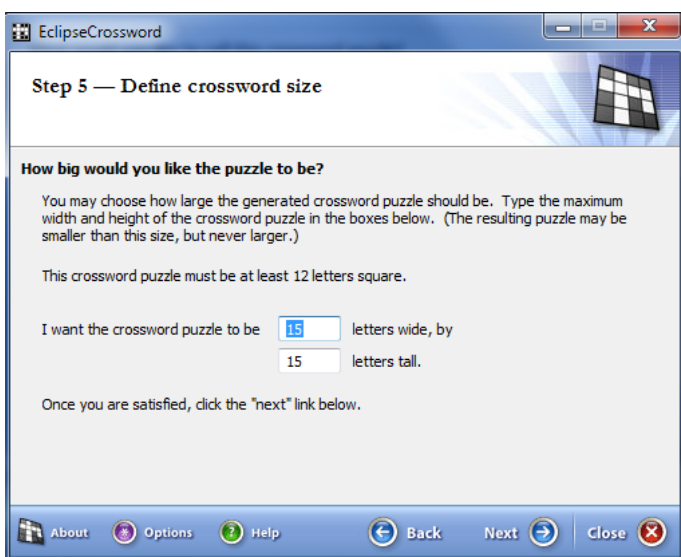 EclipseCrossword
Step 5 — Define crossword size
How big would you like the puzzle to be?
You may choose how large the generated crossword puzzle should be. Type the maximum
width and height of the crossword puzzle in the boxes below. (The resulting puzzle may be
smaller than this size, but never larger.)
This crossword puzzle must be at least 12 letters square.
I want the crossword puzzle to be 15 letters wide, by
15 letters tall.
Once you are satisfied, click the "next" link below.
About Options Help Back Next Close